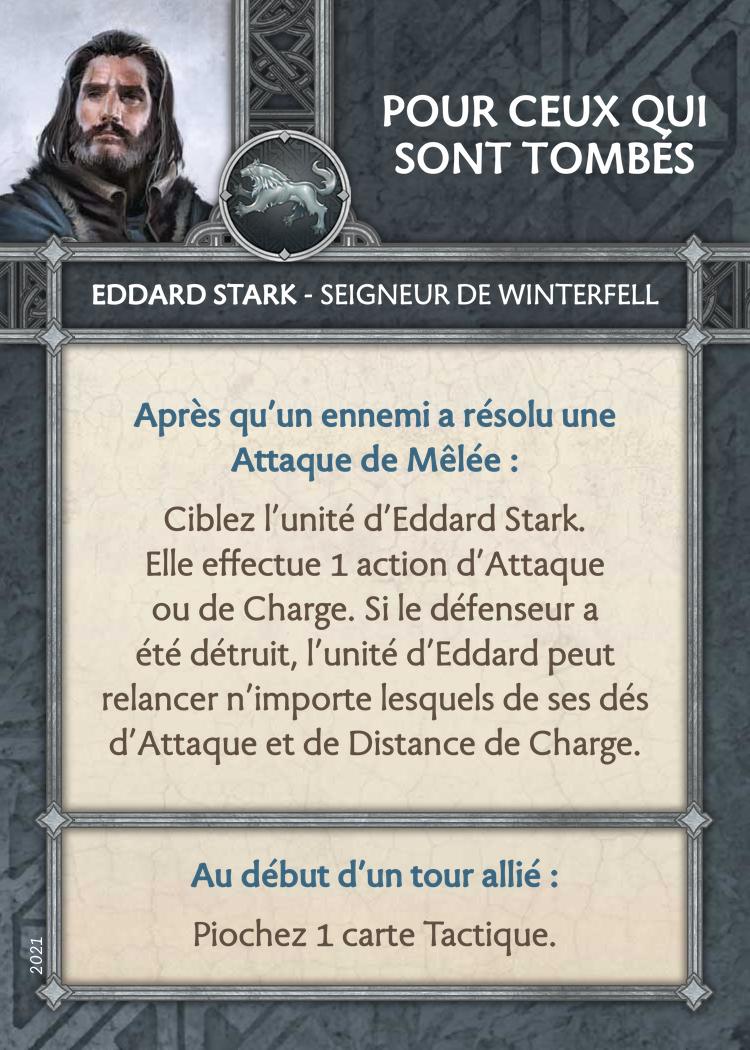 POUR CEUX QUI
SONT TOMBÉS
EDDARD STARK - SEIGNEUR DE WINTERFELL
Après qu'un ennemi a résolu une
Attaque de Mêlée :
Ciblez l'unité d'Eddard Stark.
Elle effectue 1 action d'Attaque
ou de Charge. Si le défenseur a
été détruit, l'unité d'Eddard peut
relancer n'importe lesquels de ses dés
d'Attaque et de Distance de Charge.
Au début d'un tour allié :
Piochez 1 carte Tactique.
2021